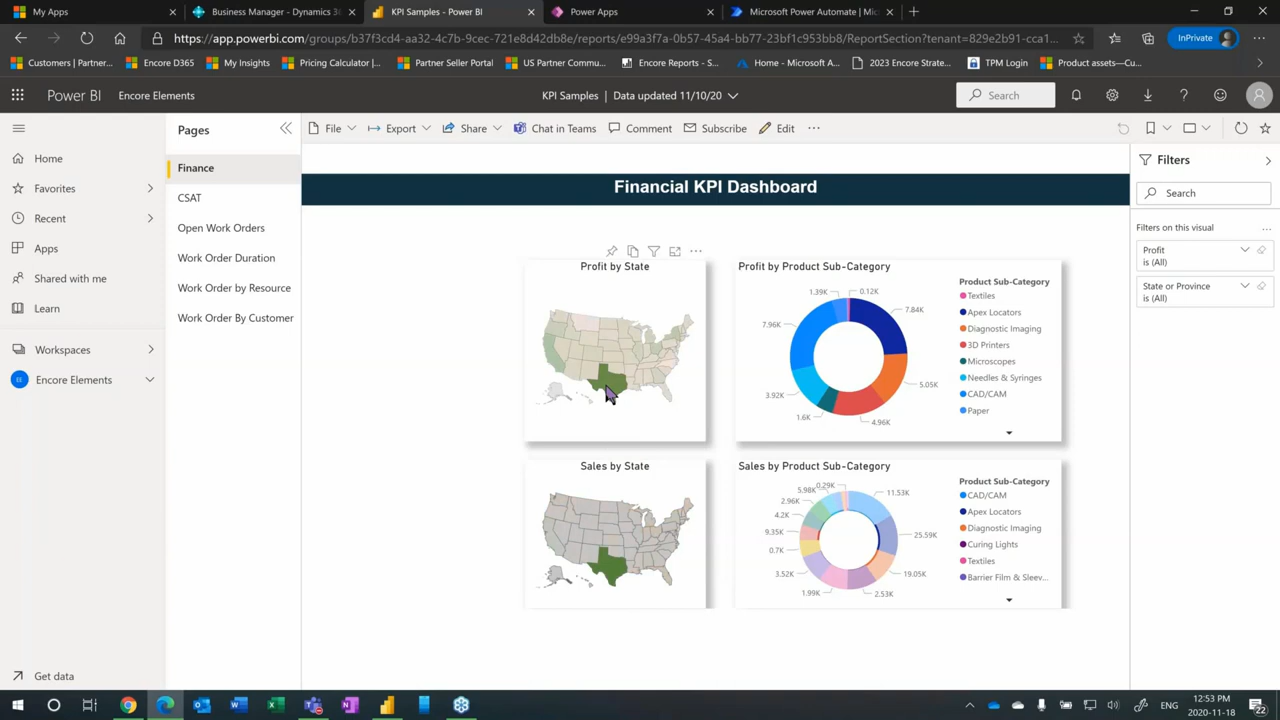 My Apps
Business Manager - Dynamics 3
KPI Samples - Power BI
Power Apps
Microsoft Power Automate | Mic
https://app.powerbi.com/groups/b37f3cd4-aa32-4c7b-9cec-721e8d42db8e/reports/e99a3f7a-0b57-45a4-bb77-23bf1c953bb8/ReportSection?tenant=829e2b91-cca1...
InPrivate
Customers | Partner...
Encore D365
My Insights
Pricing Calculator |...
Partner Seller Portal
US Partner Commu...
Encore Reports - S...
Home - Microsoft A...
2023 Encore Strate...
TPM Login
Product assets—Cu...
Power BI
Encore Elements
KPI Samples | Data updated 11/10/20
Search
Pages
File
Export
Share
Chat in Teams
Comment
Subscribe
Edit
Home
Favorites
Recent
Apps
Shared with me
Learn
Workspaces
EE Encore Elements
Get data
Finance
CSAT
Open Work Orders
Work Order Duration
Work Order by Resource
Work Order By Customer
Financial KPI Dashboard
Profit by State
Profit by Product Sub-Category
1.39K
0.12K
7.84K
5.05K
4.96K
1.6K
3.92K
7.96K
Product Sub-Category
Textiles
Apex Locators
Diagnostic Imaging
3D Printers
Microscopes
Needles & Syringes
CAD/CAM
Paper
Sales by State
Sales by Product Sub-Category
5.98K
0.29K
11.53K
25.59K
19.05K
2.53K
1.99K
3.52K
0.7K
9.35K
4.2K
2.96K
Product Sub-Category
CAD/CAM
Apex Locators
Diagnostic Imaging
Curing Lights
Textiles
Barrier Film & Sleev...
Filters
Search
Filters on this visual
Profit
is (All)
State or Province
is (All)
ENG
12:53 PM
2020-11-18
22